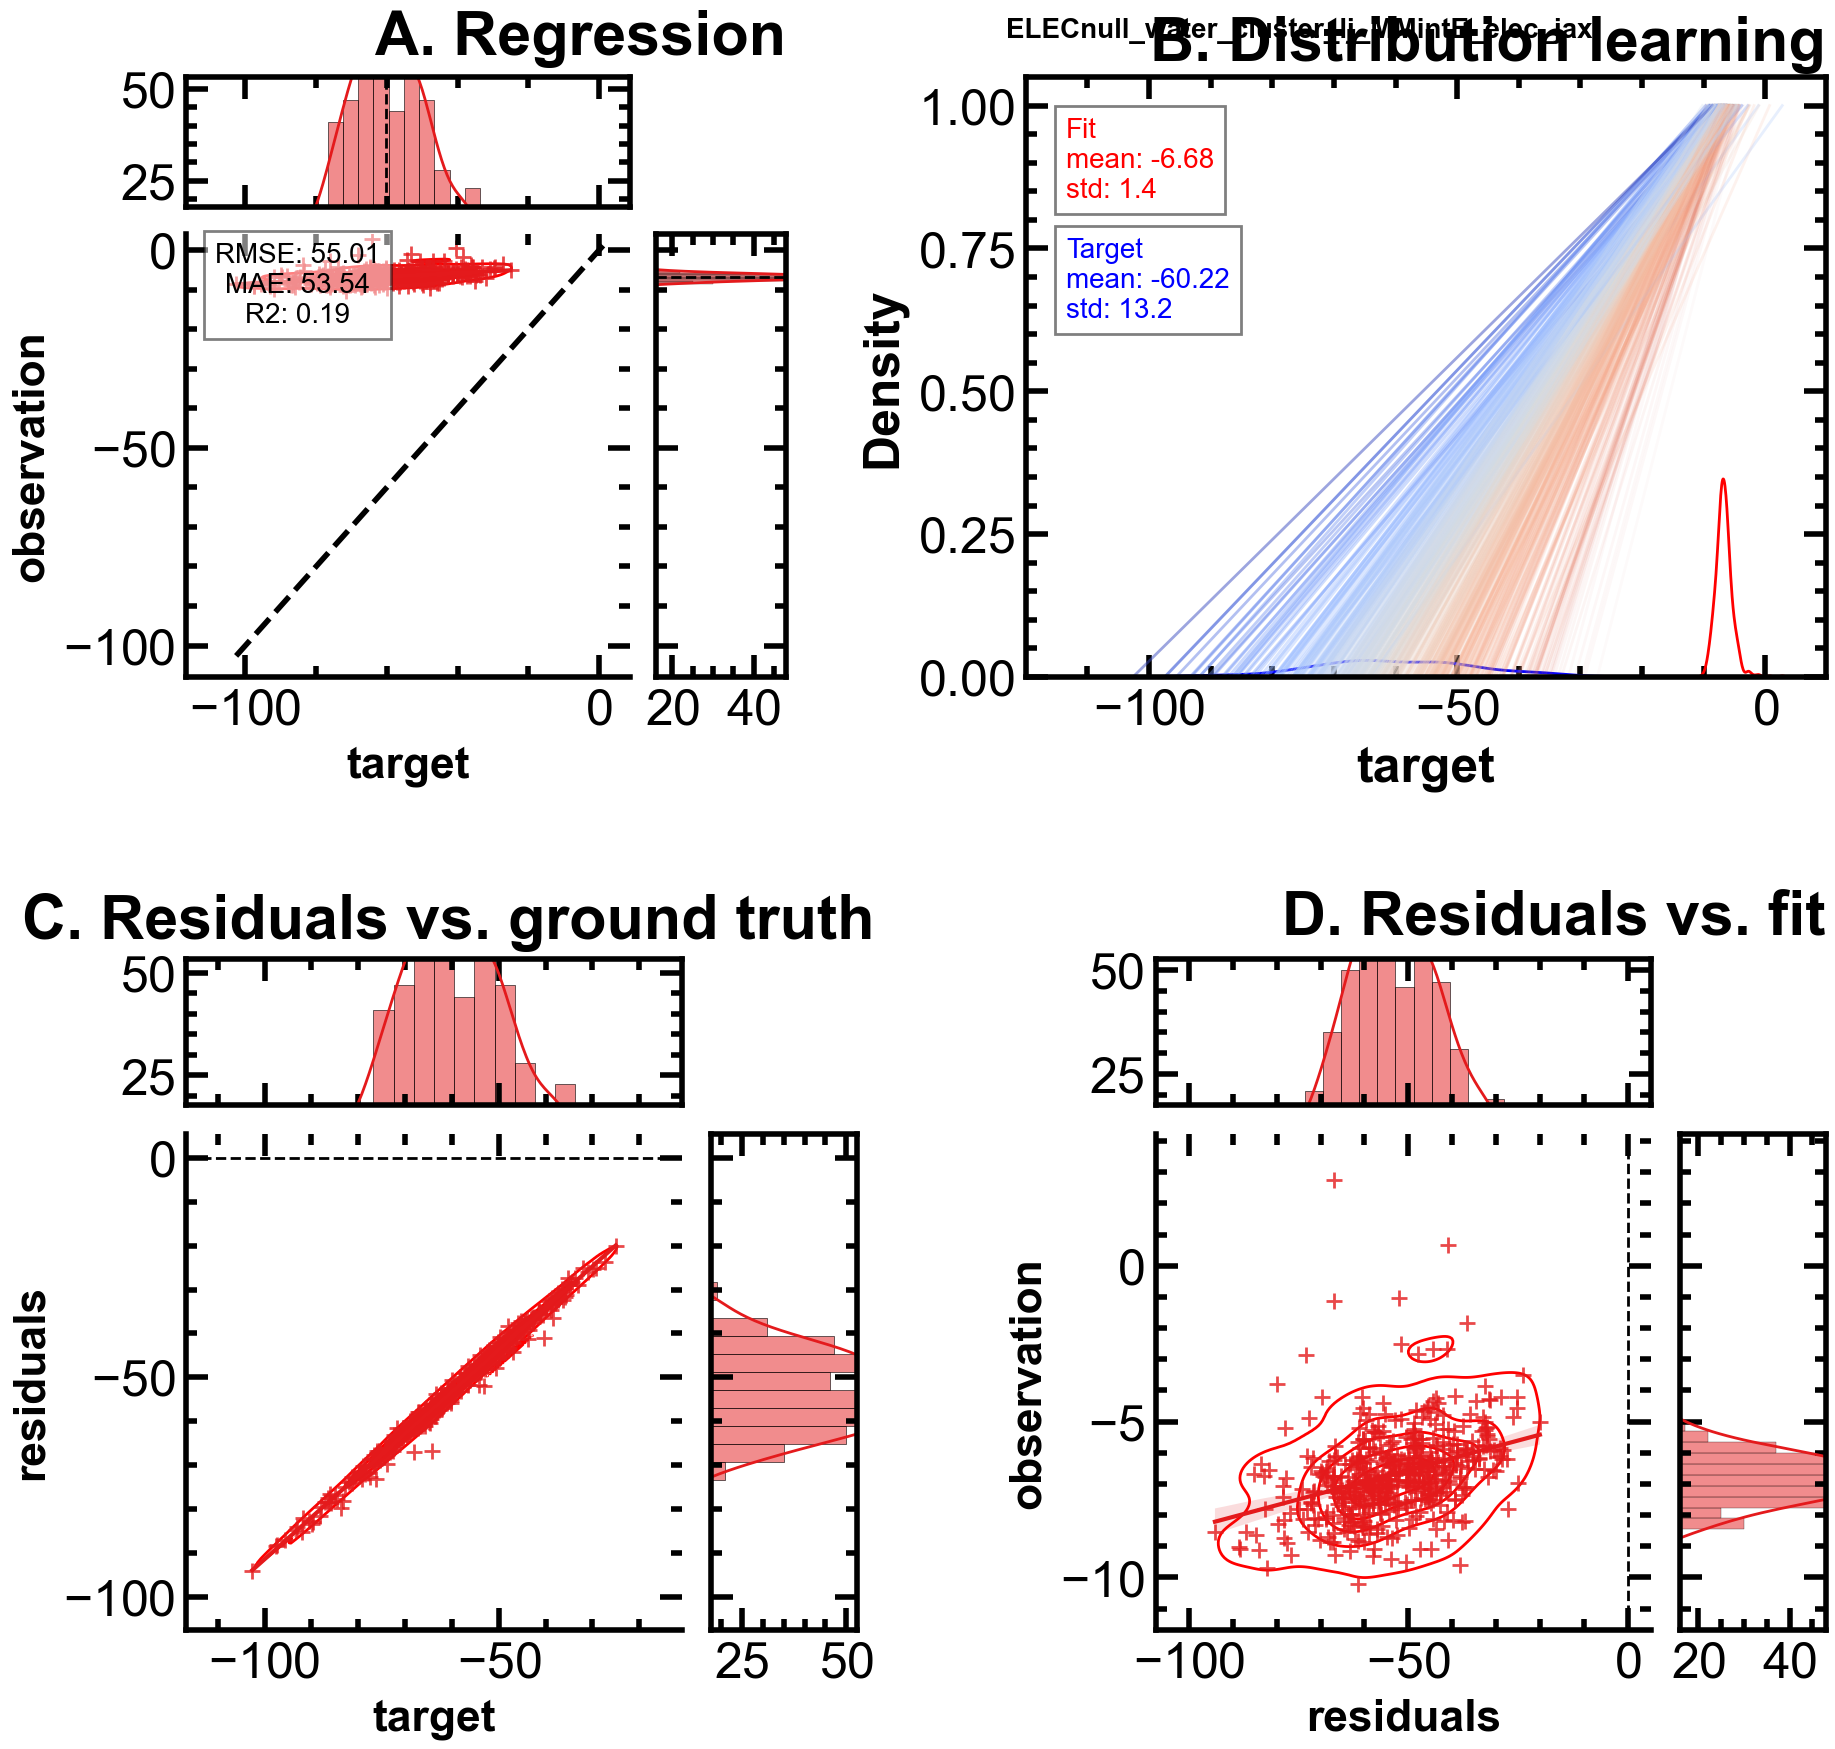 A. Regression
50
25
0
−50
−100
observation
RMSE: 55.01
MAE: 53.54
R2: 0.19
−100
0
20
40
target
B. Distribution learning
1.00
0.75
0.50
0.25
0.00
Density
Fit
mean: -6.68
std: 1.4
Target
mean: -60.22
std: 13.2
−100
−50
0
target
C. Residuals vs. ground truth
50
25
0
−50
−100
residuals
−100
−50
25
50
target
D. Residuals vs. fit
50
25
0
−5
−10
observation
−100
−50
0
20
40
residuals